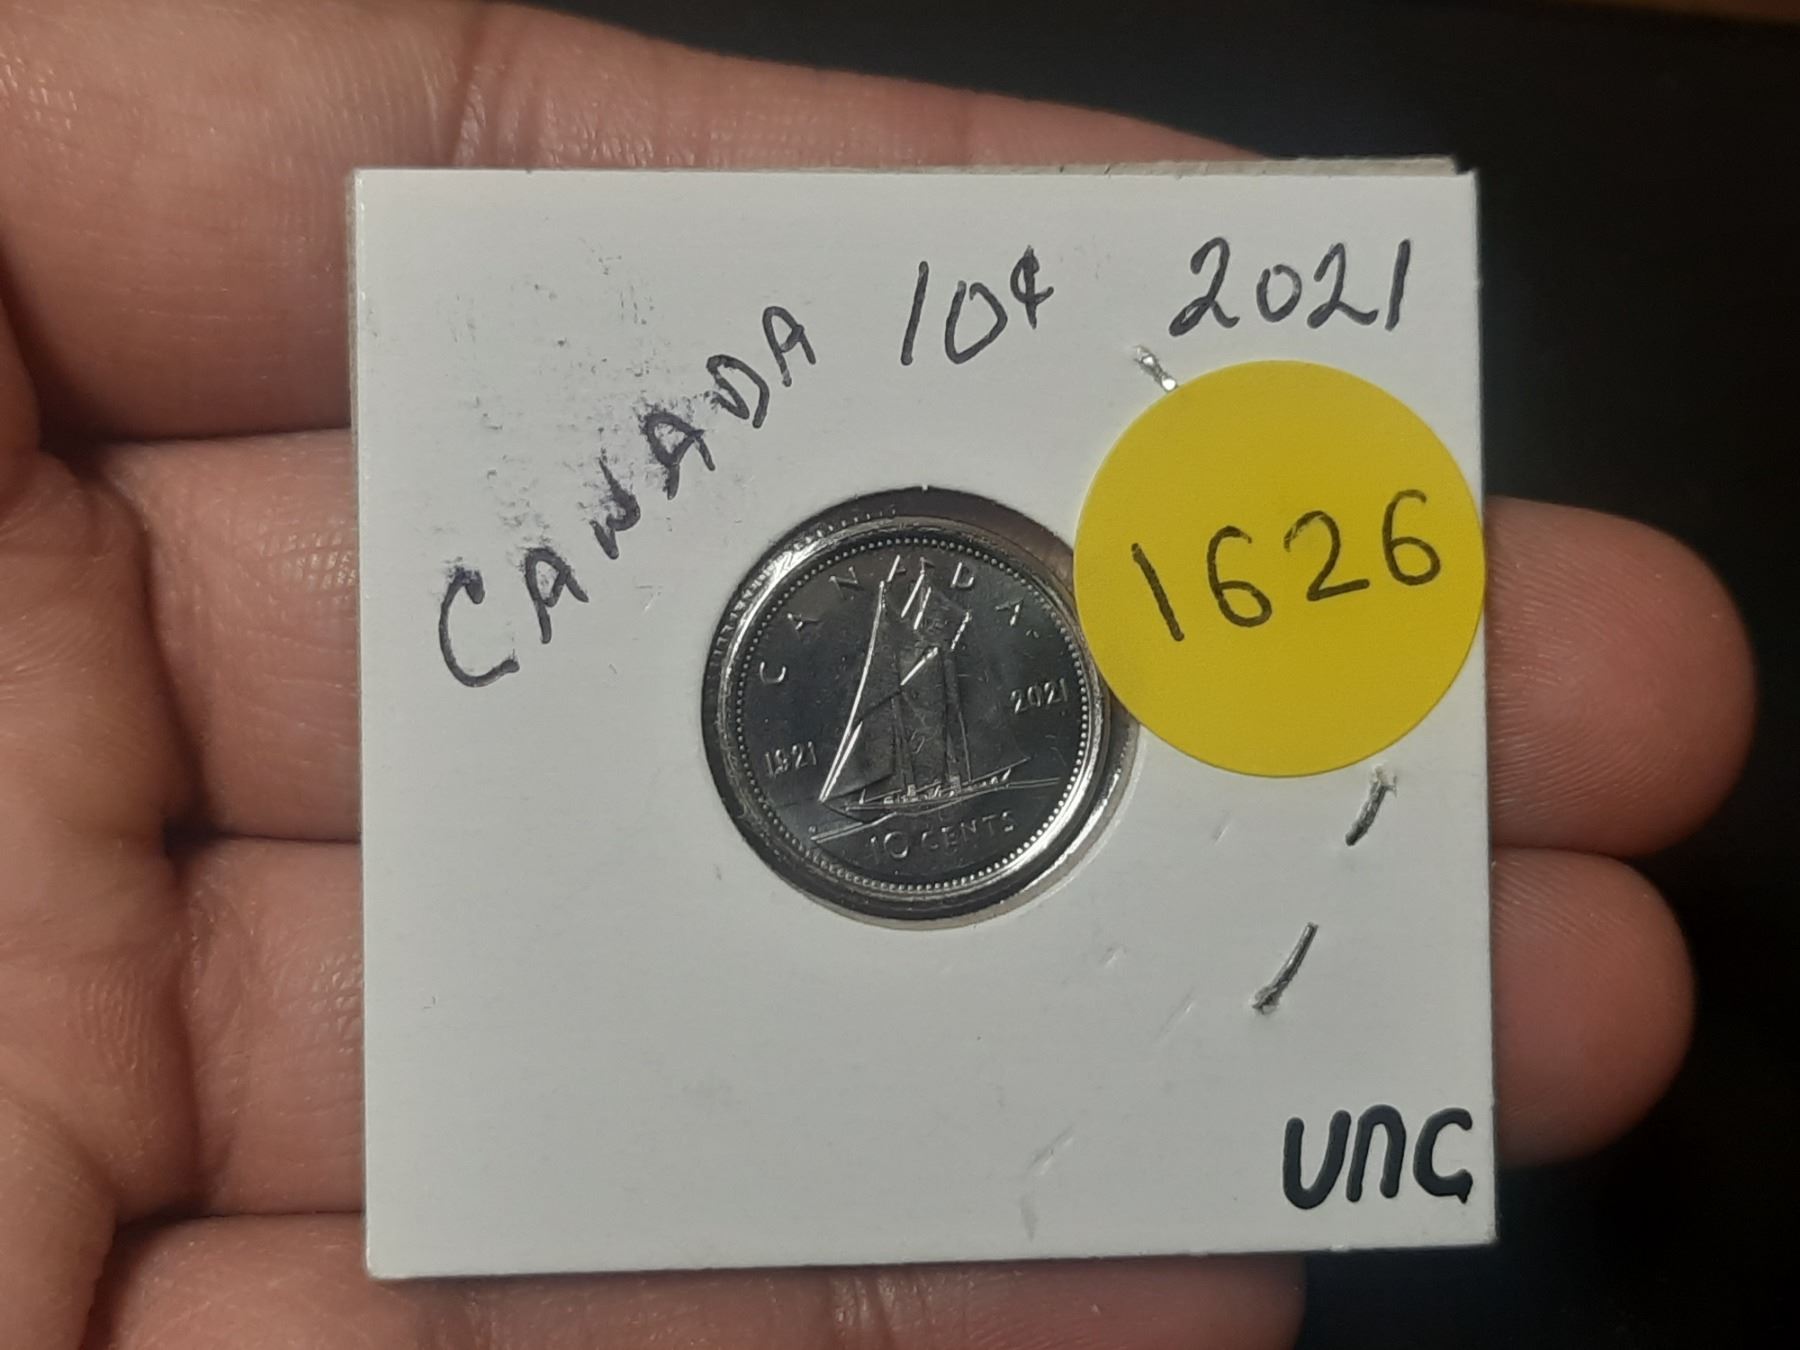 CANADA 10¢ 2021
1626
CANADA
1921 2021
10 CENTS
UNC